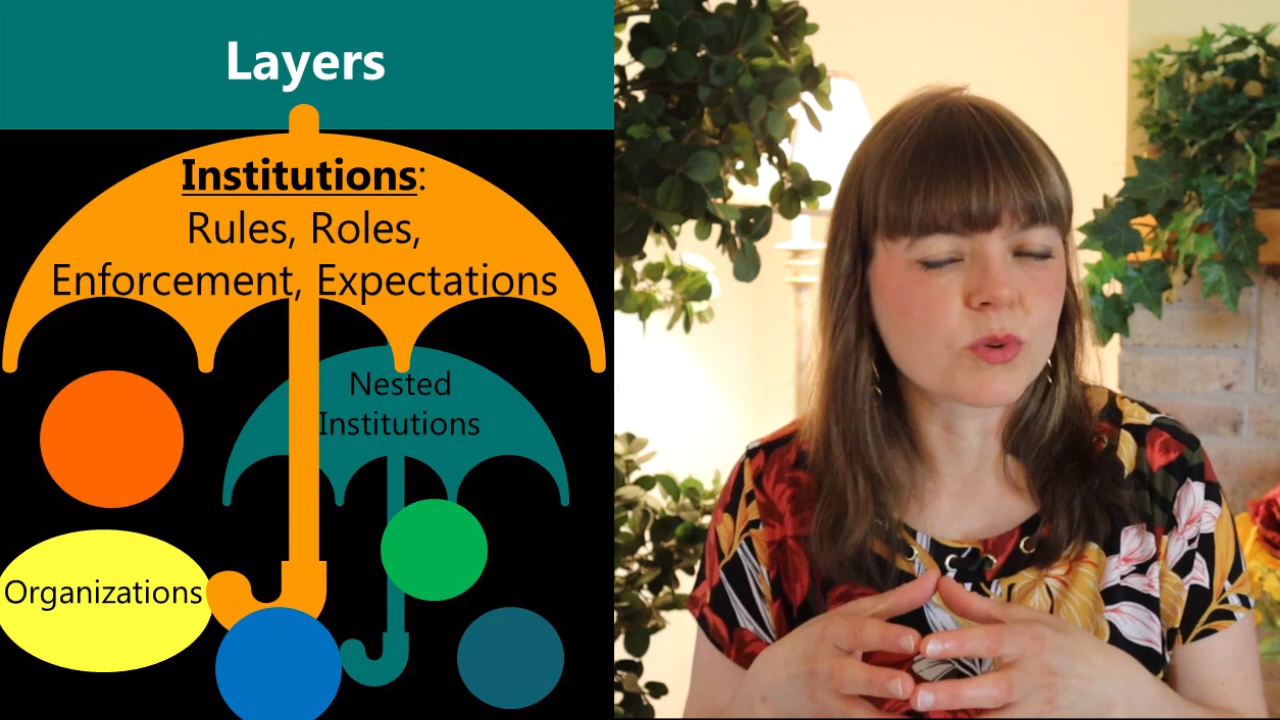 Layers
Institutions:
Rules, Roles,
Enforcement, Expectations
Nested
Institutions
Organizations